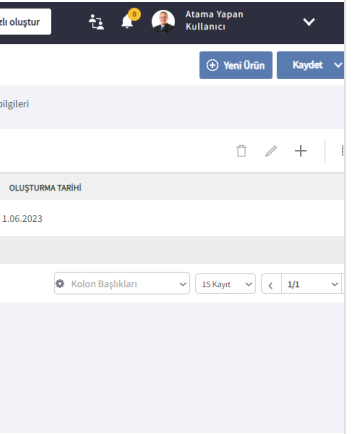 zlı oluştur
0
Atama Yapan
Kullanıcı
Yeni Ürün
Kaydet
bilgileri
OLUŞTURMA TARİHİ
1.06.2023
Kolon Başlıkları
15 Kayıt
1/1